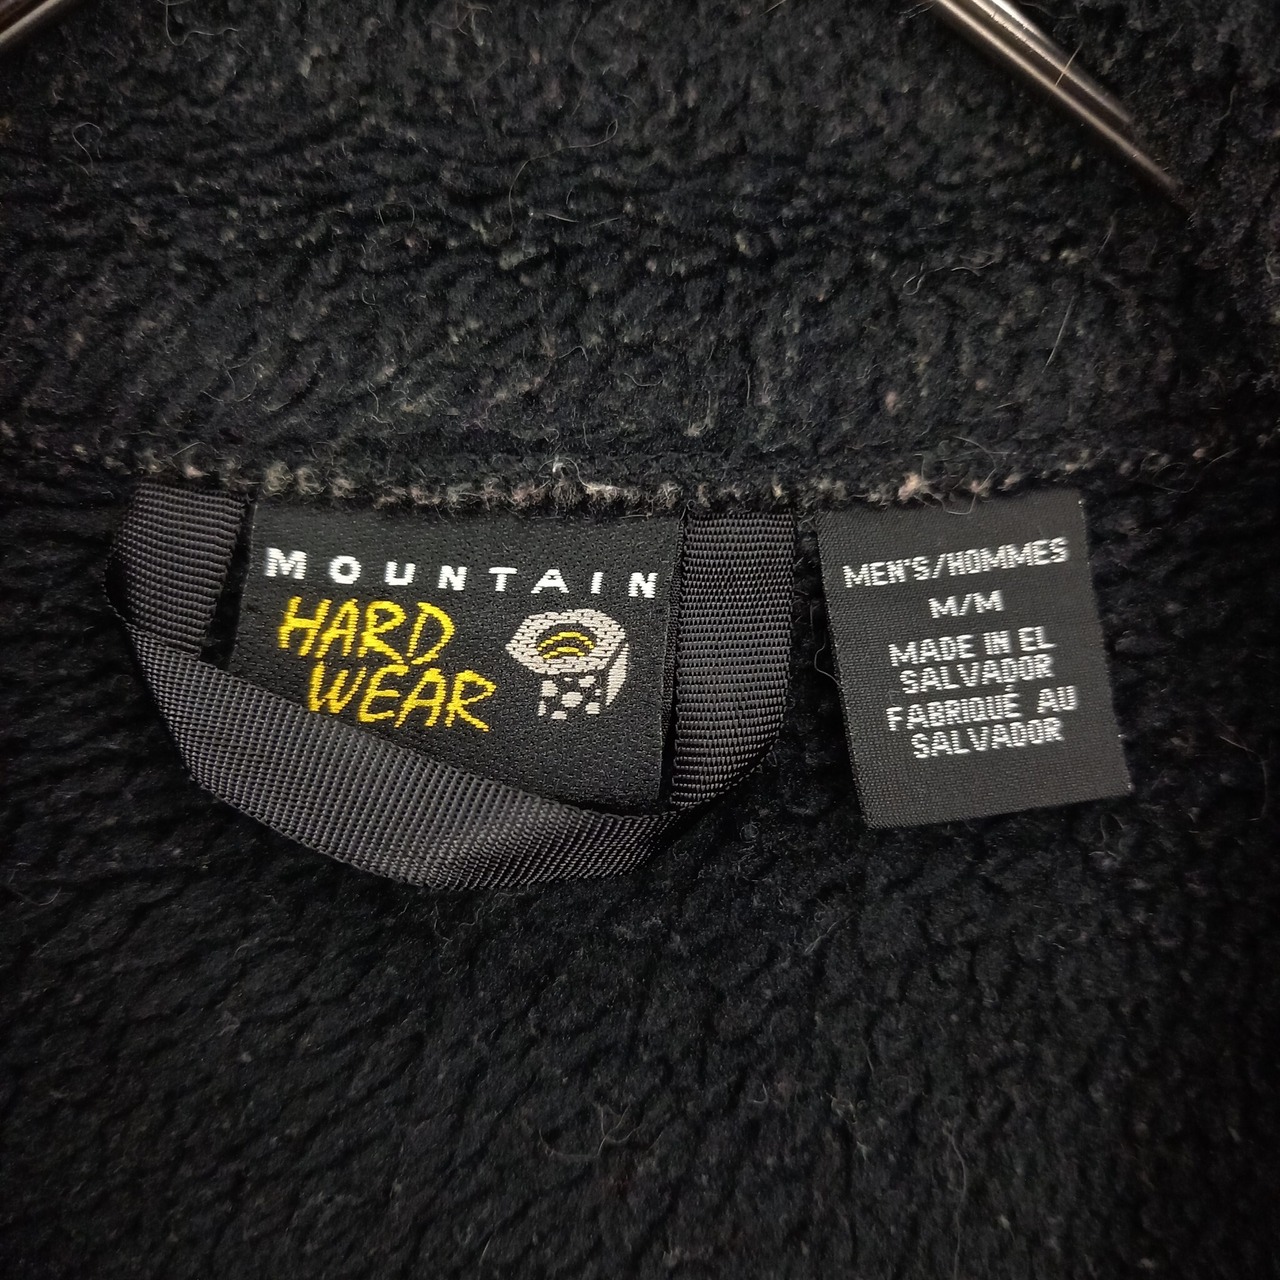 MOUNTAIN
HARD
WEAR
MEN'S/HOMMES
M/M
MADE IN EL
SALVADOR
FABRIQUÉ AU
SALVADOR